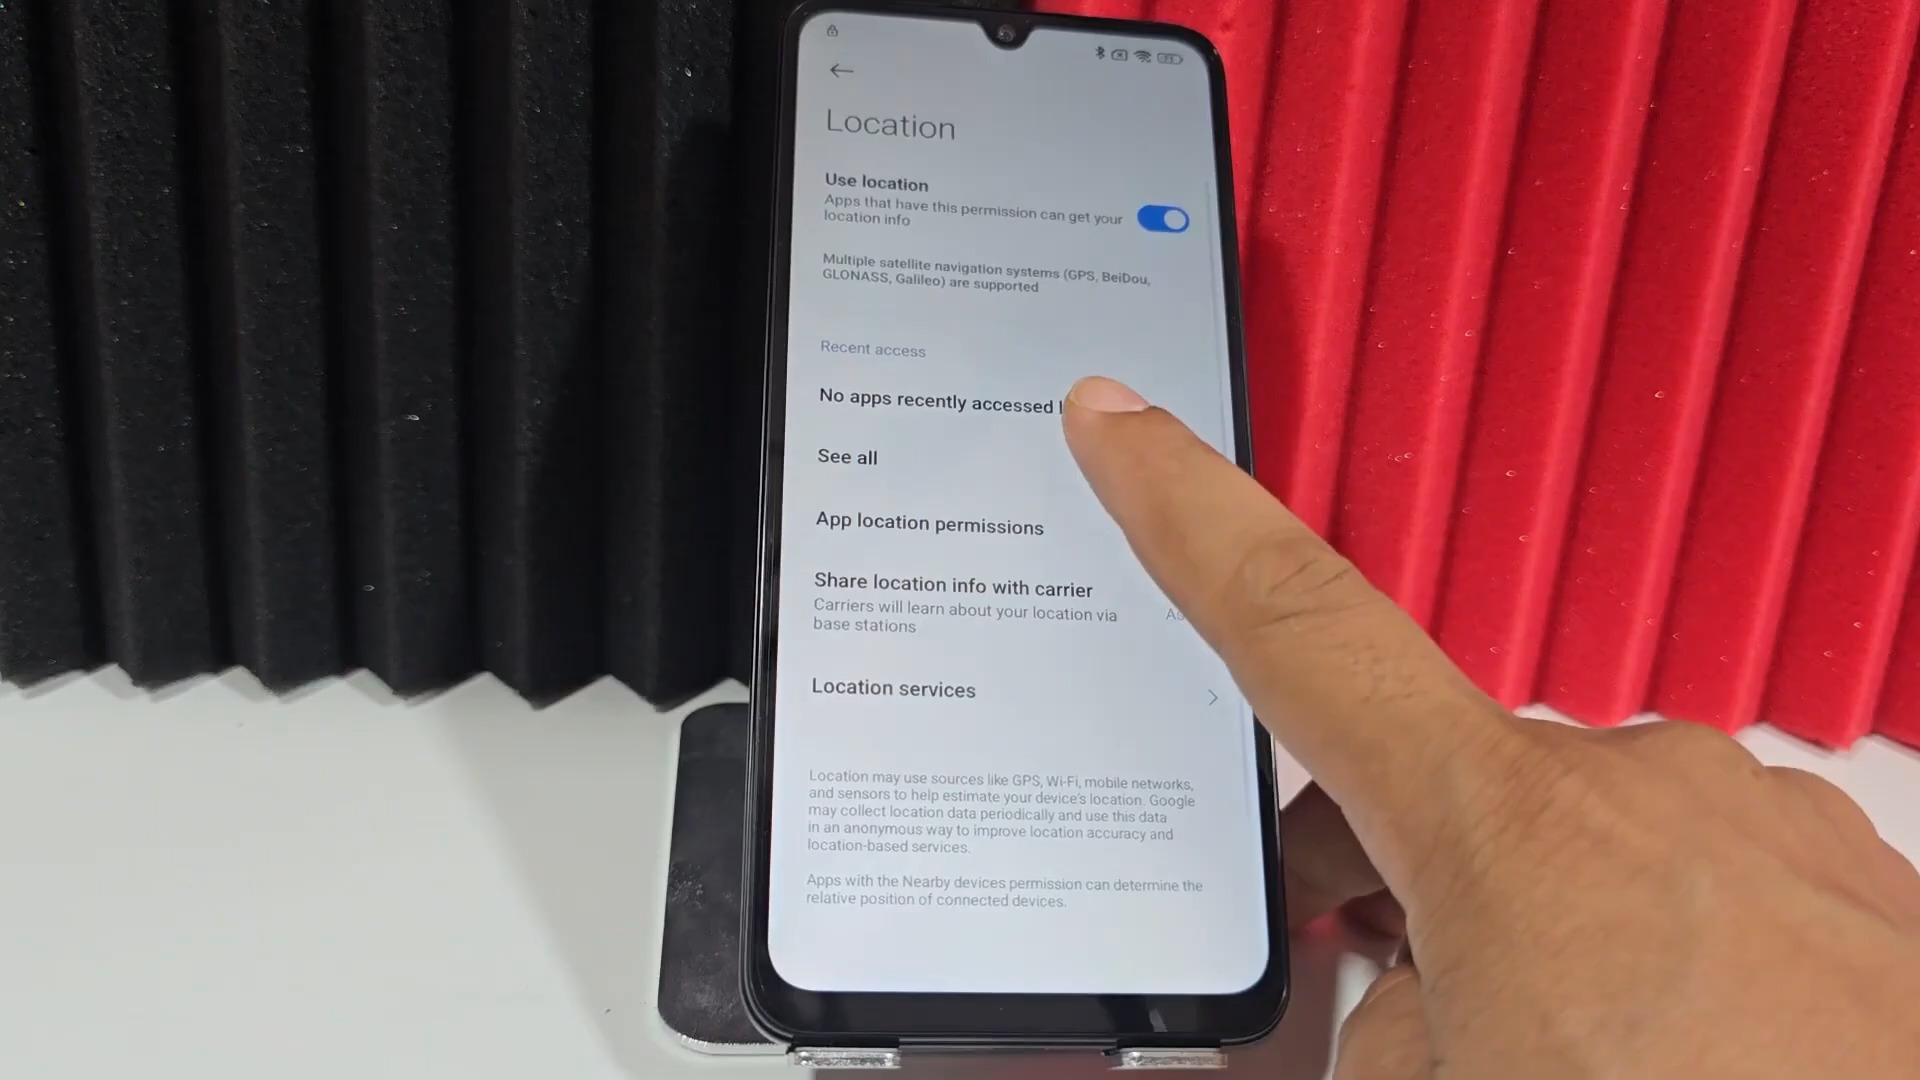 Location
Use location
Apps that have this permission can get your
location info
Multiple satellite navigation systems (GPS, BeiDou,
GLONASS, Galileo) are supported
Recent access
No apps recently accessed
See all
App location permissions
Share location info with carrier
Carriers will learn about your location via
base stations
Location services
Location may use sources like GPS, Wi-Fi, mobile networks,
and sensors to help estimate your device's location. Google
may collect location data periodically and use this data
in an anonymous way to improve location accuracy and
location-based services.
Apps with the Nearby devices permission can determine the
relative position of connected devices.